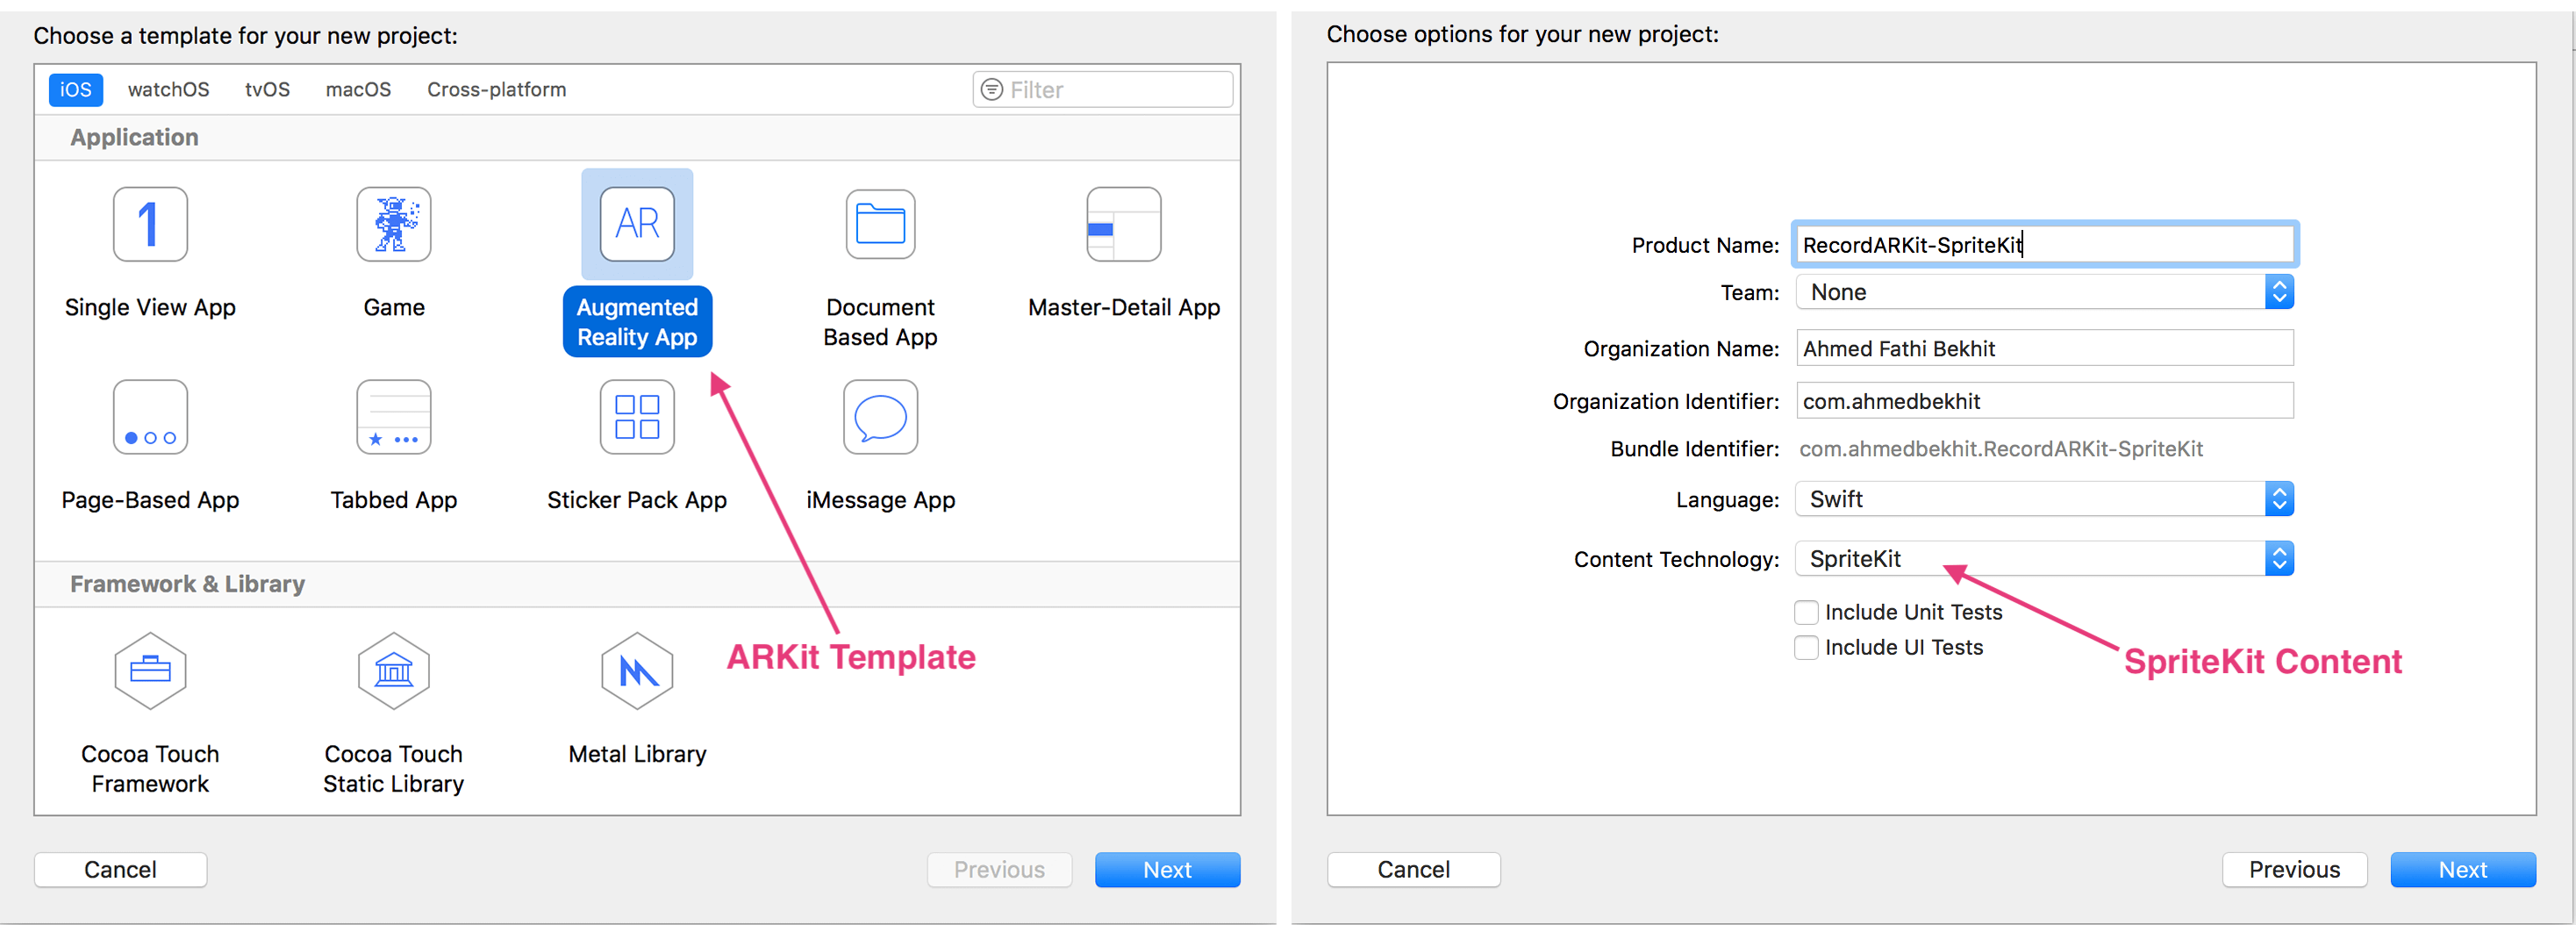 Choose a template for your new project:
iOS watchOS tvOS macOS Cross-platform Filter
Application
1
AR
Single View App
Game
Augmented
Reality App
Document
Based App
Master-Detail App
Page-Based App
Tabbed App
Sticker Pack App
iMessage App
ARKit Template
Framework & Library
Cocoa Touch
Framework
Cocoa Touch
Static Library
Metal Library
Cancel
Previous
Next
Choose options for your new project:
Product Name: RecordARKit-SpriteKit
Team: None
Organization Name: Ahmed Fathi Bekhit
Organization Identifier: com.ahmedbekhit
Bundle Identifier: com.ahmedbekhit.RecordARKit-SpriteKit
Language: Swift
Content Technology: SpriteKit
Include Unit Tests
Include UI Tests
SpriteKit Content
Cancel
Previous
Next